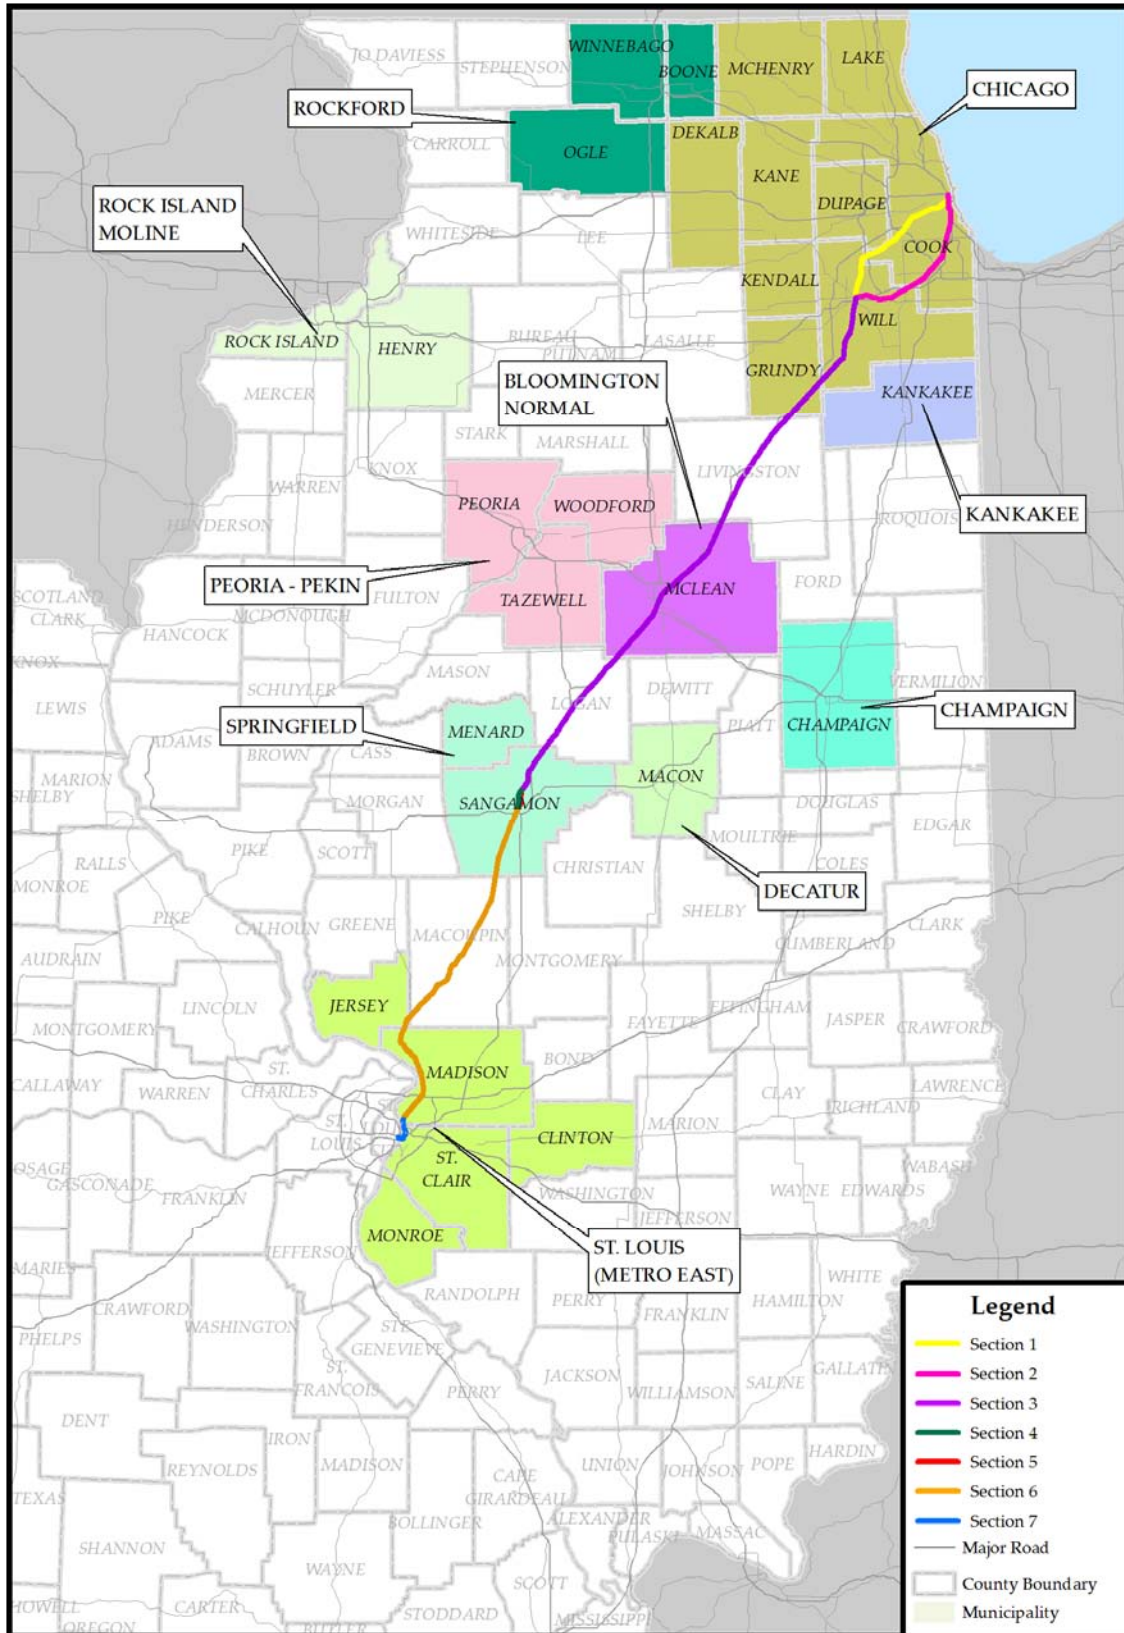 JO DAVIESS
STEPHENSON
WINNEBAGO
BOONE
MCHENRY
LAKE
CHICAGO
ROCKFORD
CARROLL
OGLE
DEKALB
KANE
DUPAGE
COOK
ROCK ISLAND
MOLINE
WHITESIDE
LEE
KENDALL
WILL
ROCK ISLAND
HENRY
BUREAU
PUTNAM
LASALLE
GRUNDY
MERCER
BLOOMINGTON
NORMAL
KANKAKEE
STARK
MARSHALL
KNOX
WARREN
HENDERSON
PEORIA
WOODFORD
LIVINGSTON
IROQUOIS
KANKAKEE
PEORIA - PEKIN
FULTON
TAZEWELL
MCLEAN
FORD
SCOTLAND
CLARK
HANCOCK
MCDONOUGH
KNOX
LEWIS
SCHUYLER
MASON
LOGAN
DEWITT
VERMILION
CHAMPAIGN
SPRINGFIELD
MENARD
PIATT
CHAMPAIGN
ADAMS
BROWN
CASS
MARION
SHELBY
MORGAN
SANGAMON
MACON
DOUGLAS
EDGAR
MOULTRIE
COLES
RALLS
MONROE
PIKE
SCOTT
CHRISTIAN
DECATUR
PIKE
CALHOUN
GREENE
MACOUPIN
MONTGOMERY
SHELBY
CUMBERLAND
CLARK
AUDRAIN
LINCOLN
JERSEY
FAYETTE
EFFINGHAM
JASPER
CRAWFORD
MONTGOMERY
CALLAWAY
WARREN
ST.
CHARLES
MADISON
BOND
CLAY
RICHLAND
LAWRENCE
ST.
LOUIS
CLINTON
MARION
OSAGE
GASCONADE
FRANKLIN
ST.
CLAIR
WASHINGTON
JEFFERSON
WAYNE
EDWARDS
WABASH
JEFFERSON
MONROE
ST. LOUIS
(METRO EAST)
MARIES
CRAWFORD
WASHINGTON
RANDOLPH
PERRY
FRANKLIN
HAMILTON
WHITE
PHELPS
STE
GENEVIEVE
ST.
FRANCOIS
PERRY
JACKSON
WILLIAMSON
SALINE
GALLATIN
DENT
IRON
MADISON
REYNOLDS
CAPE
GIRARDEAU
UNION
JOHNSON
POPE
HARDIN
TEXAS
SHANNON
BOLLINGER
ALEXANDER
PULASKI
MASSAC
WAYNE
SCOTT
HOWELL
OREGON
CARTER
BUTLER
STODDARD
MISSISSIPPI
Legend
Section 1
Section 2
Section 3
Section 4
Section 5
Section 6
Section 7
Major Road
County Boundary
Municipality